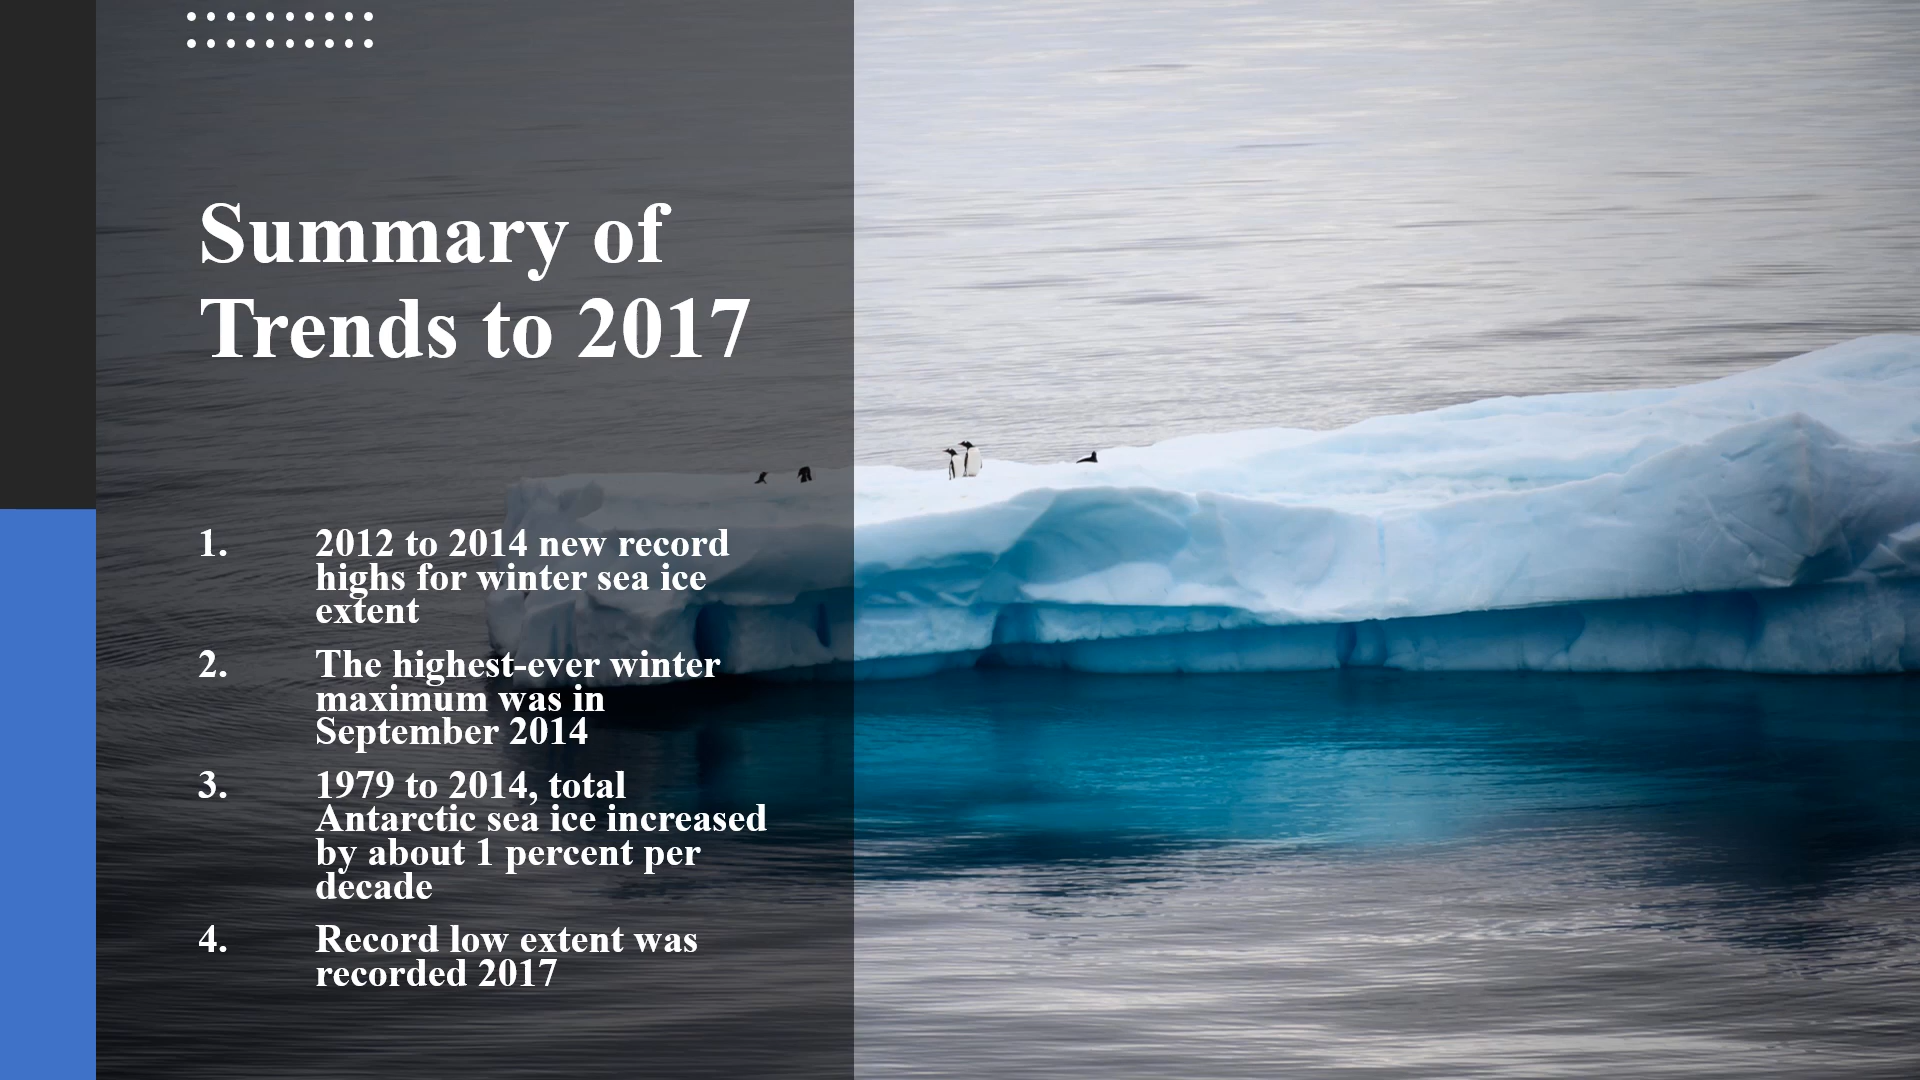 Summary of
Trends to 2017
1. 2012 to 2014 new record
highs for winter sea ice
extent
2. The highest-ever winter
maximum was in
September 2014
3. 1979 to 2014, total
Antarctic sea ice increased
by about 1 percent per
decade
4. Record low extent was
recorded 2017